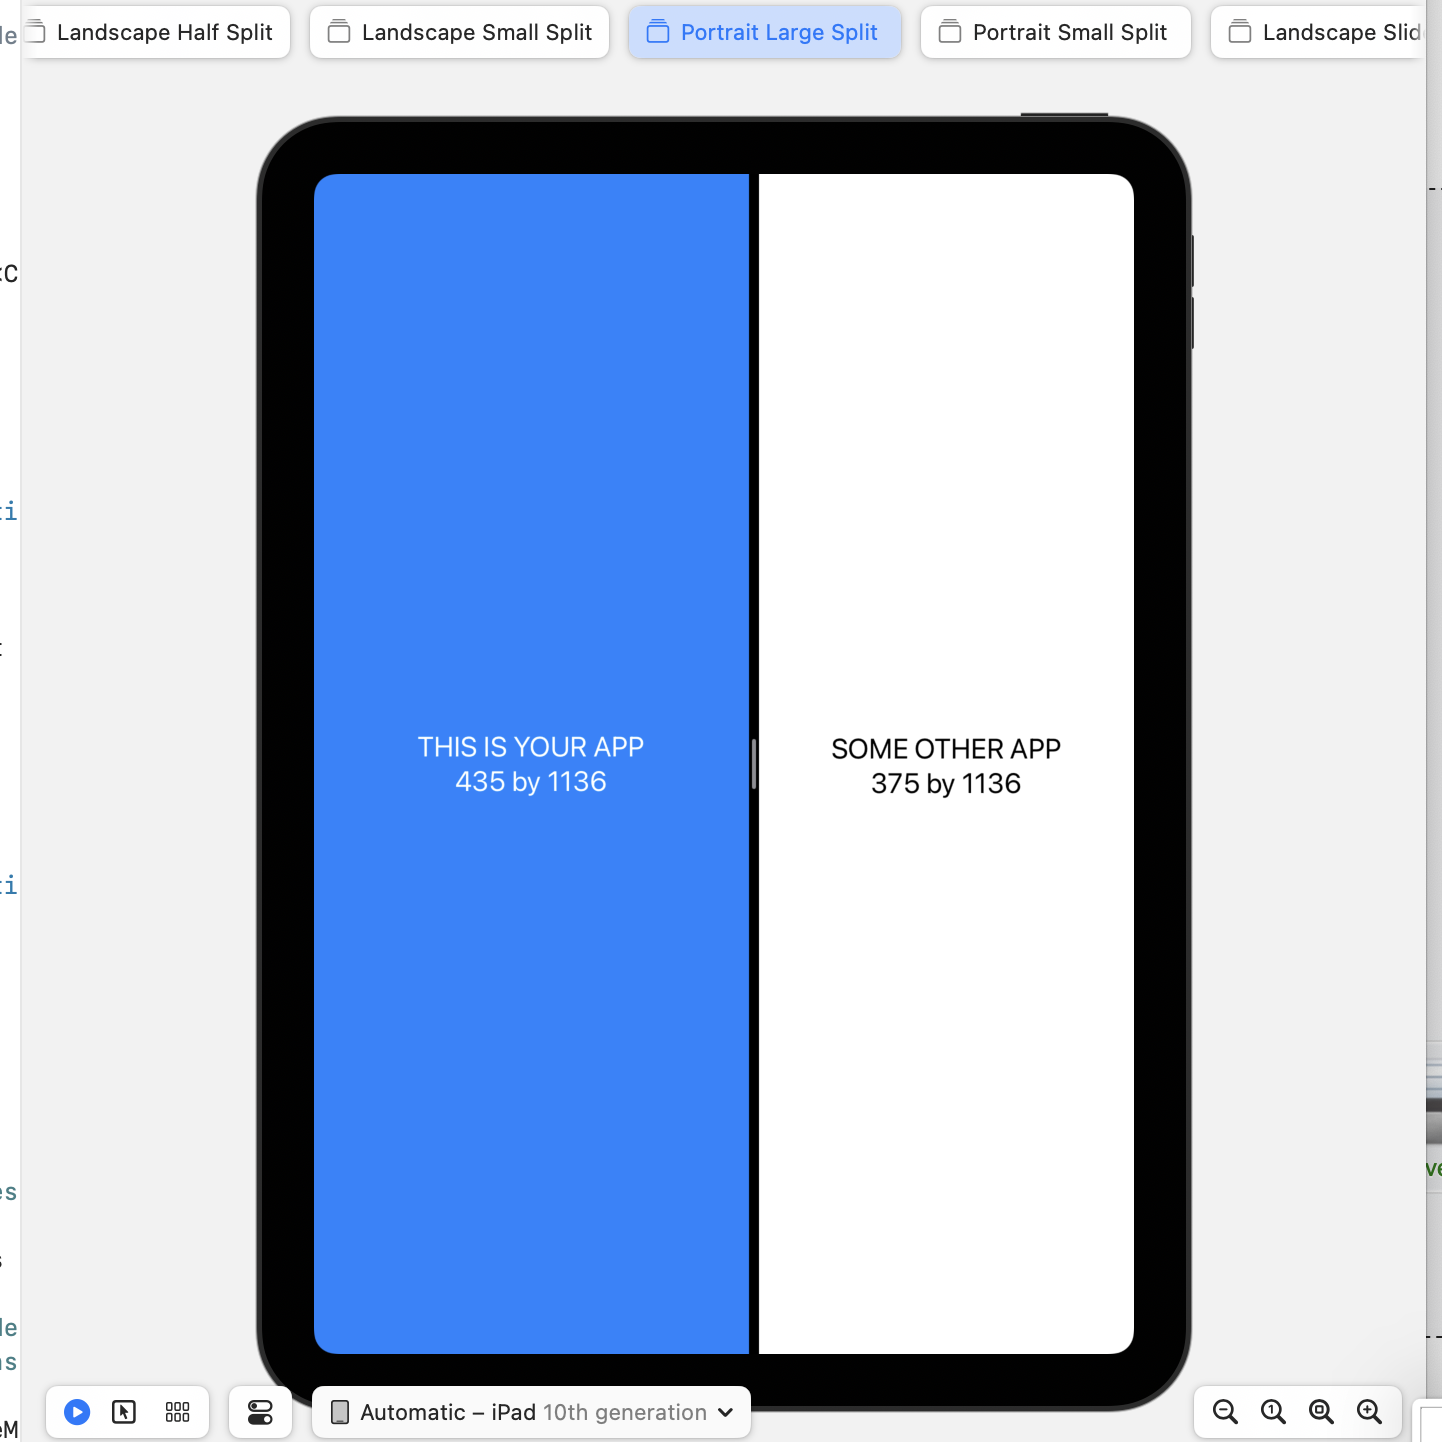 Landscape Half Split
Landscape Small Split
Portrait Large Split
Portrait Small Split
Landscape
THIS IS YOUR APP
435 by 1136
SOME OTHER APP
375 by 1136
Automatic – iPad 10th generation
1